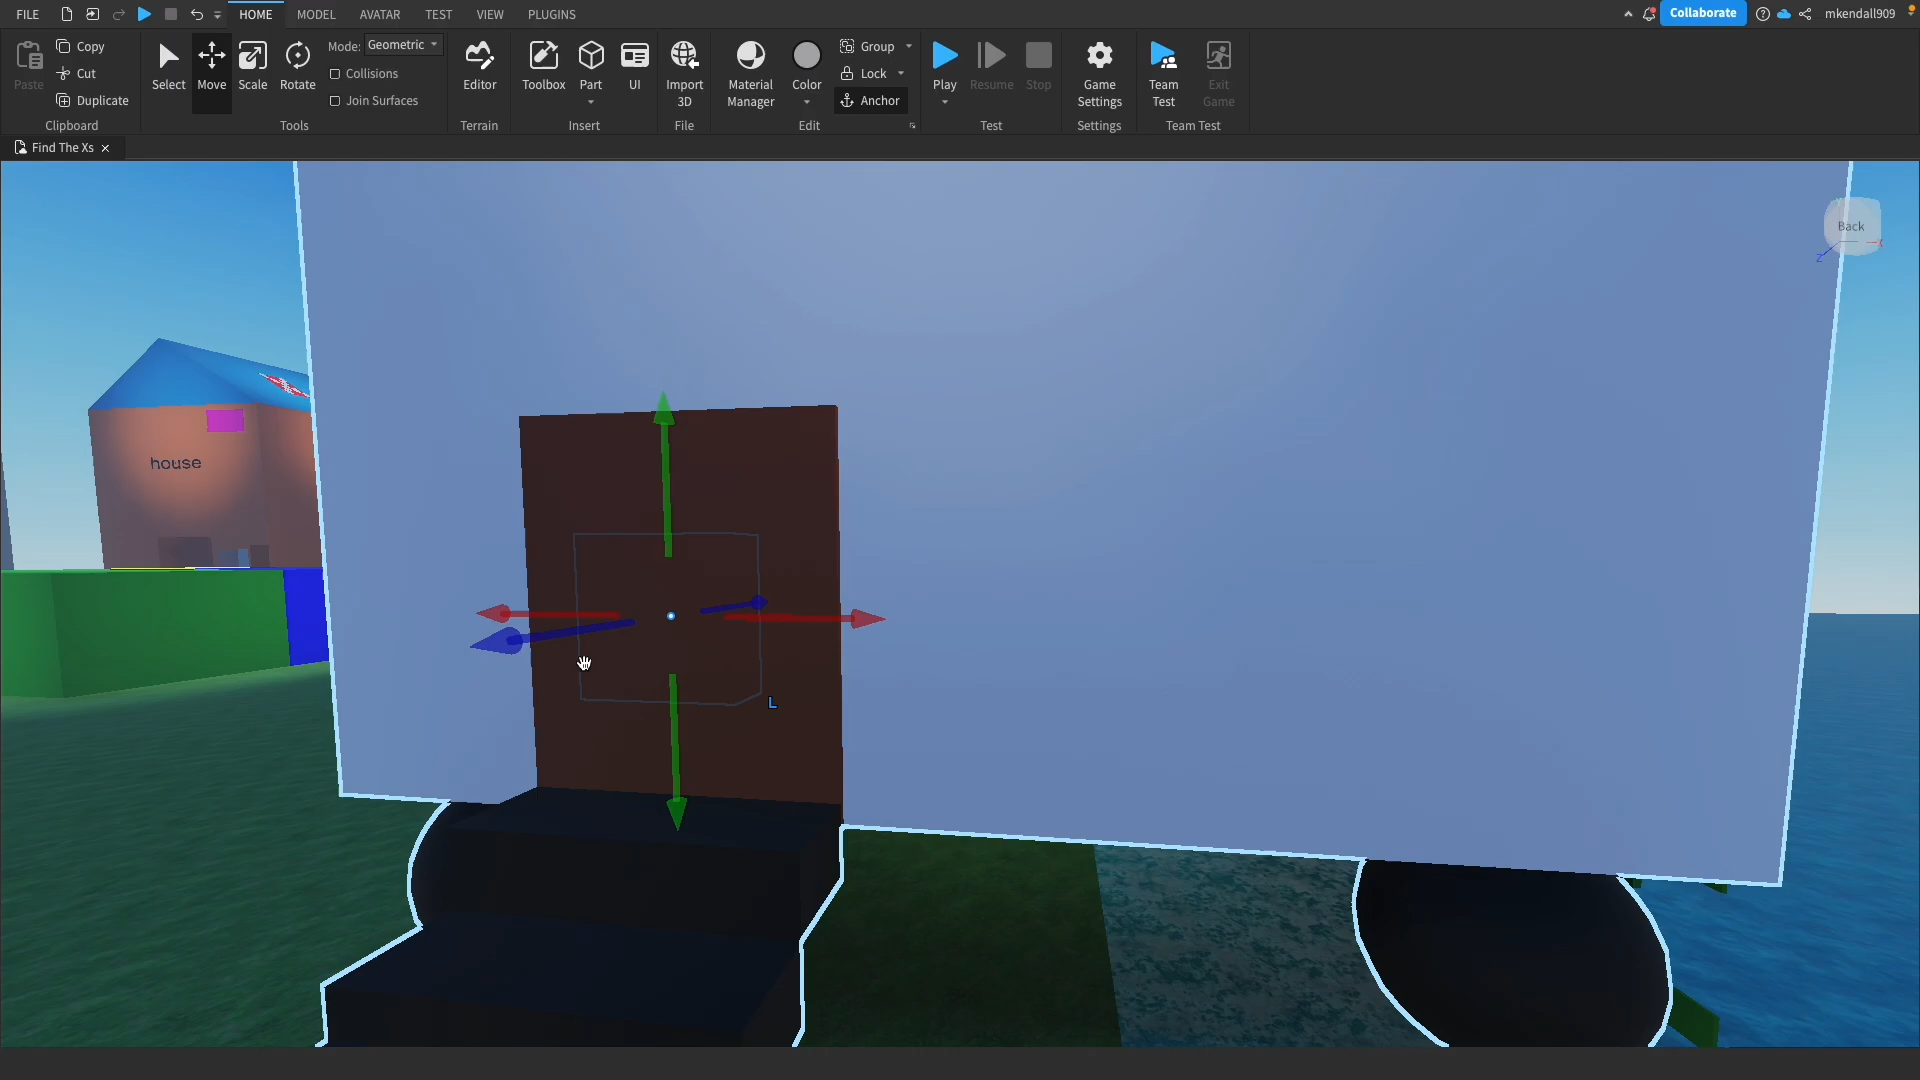 FILE HOME MODEL AVATAR TEST VIEW PLUGINS Collaborate mkendall909
Paste Copy Cut Duplicate
Select Move Scale Rotate
Mode: Geometric
Collisions
Join Surfaces
Editor
Toolbox Part UI
Import 3D
Material Manager Color
Group
Lock
Anchor
Play Resume Stop
Game Settings
Team Test
Exit Game
Clipboard Tools Terrain Insert File Edit Test Settings Team Test
Find The Xs
Back
X
Z
house
L